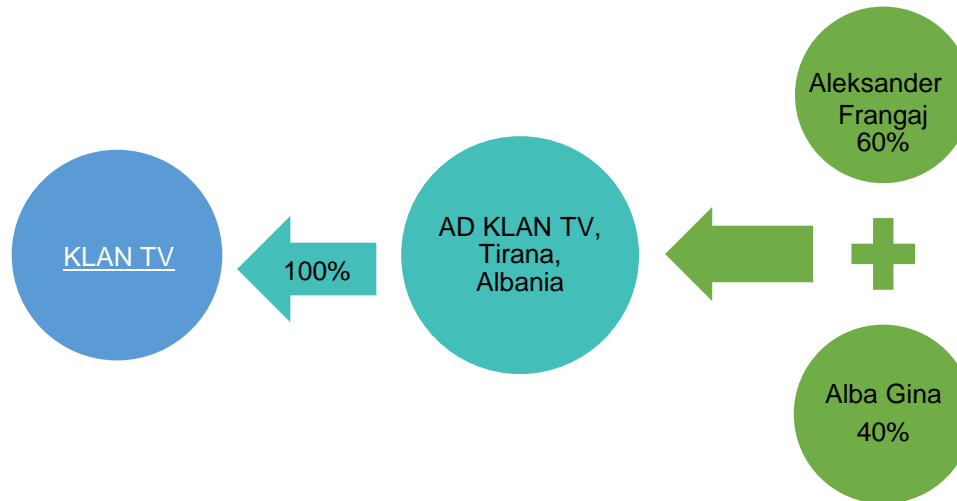 KLAN TV
100%
AD KLAN TV,
Tirana,
Albania
Aleksander
Frangaj
60%
Alba Gina
40%